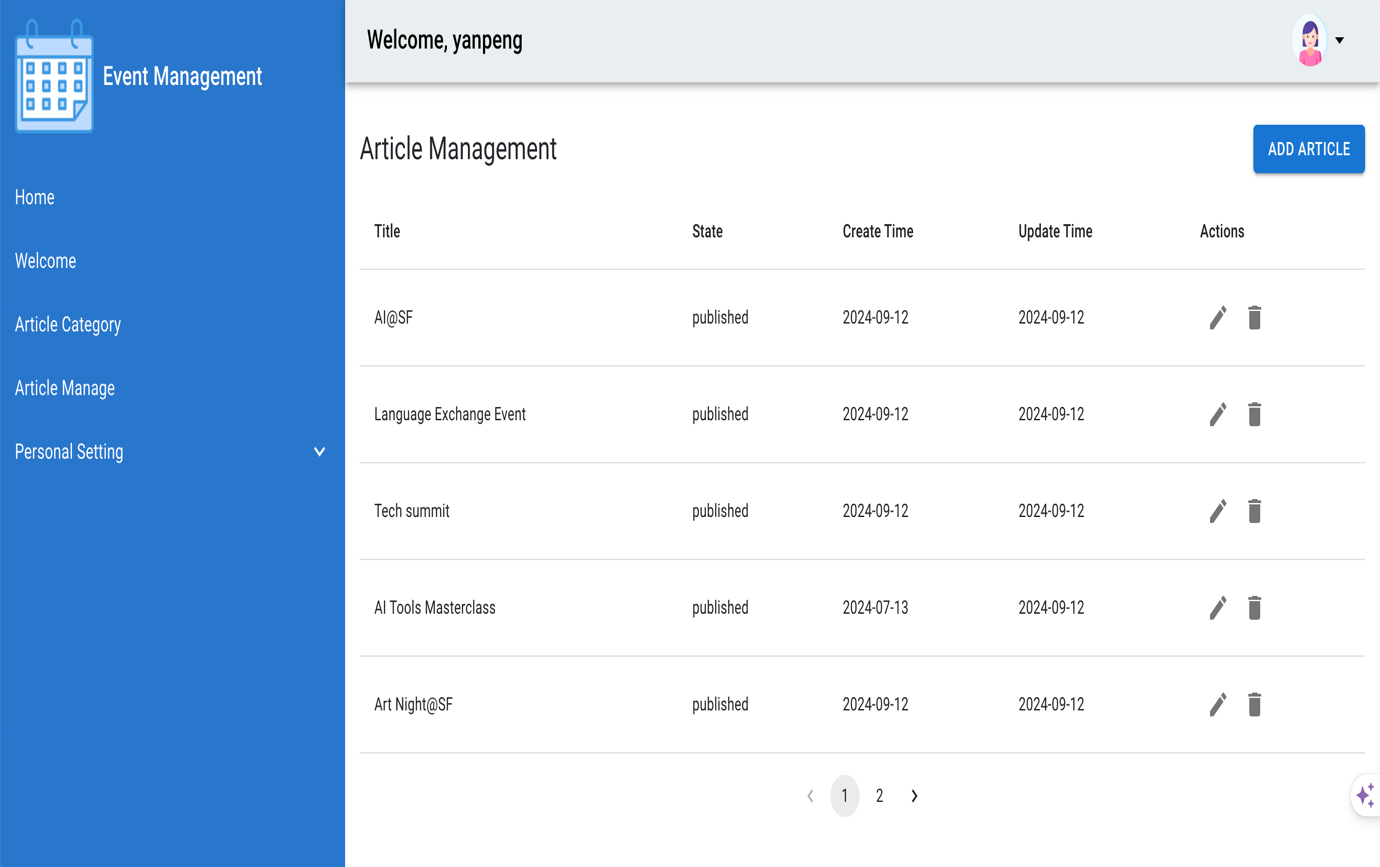 Event Management
Home
Welcome
Article Category
Article Manage
Personal Setting
Welcome, yanpeng
Article Management
ADD ARTICLE
Title State Create Time Update Time Actions
AI@SF published 2024-09-12 2024-09-12
Language Exchange Event published 2024-09-12 2024-09-12
Tech summit published 2024-09-12 2024-09-12
AI Tools Masterclass published 2024-07-13 2024-09-12
Art Night@SF published 2024-09-12 2024-09-12
1 2